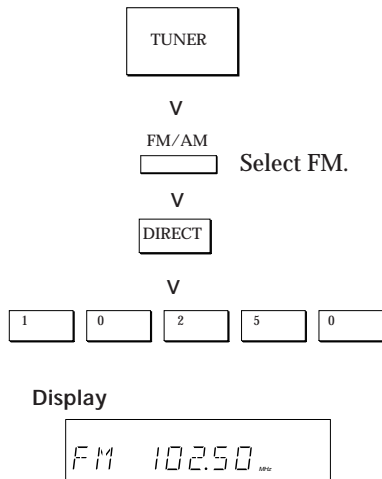 TUNER
V
FM/AM
Select FM.
V
DIRECT
V
1 0 2 5 0
Display
FM 102.50 MHz